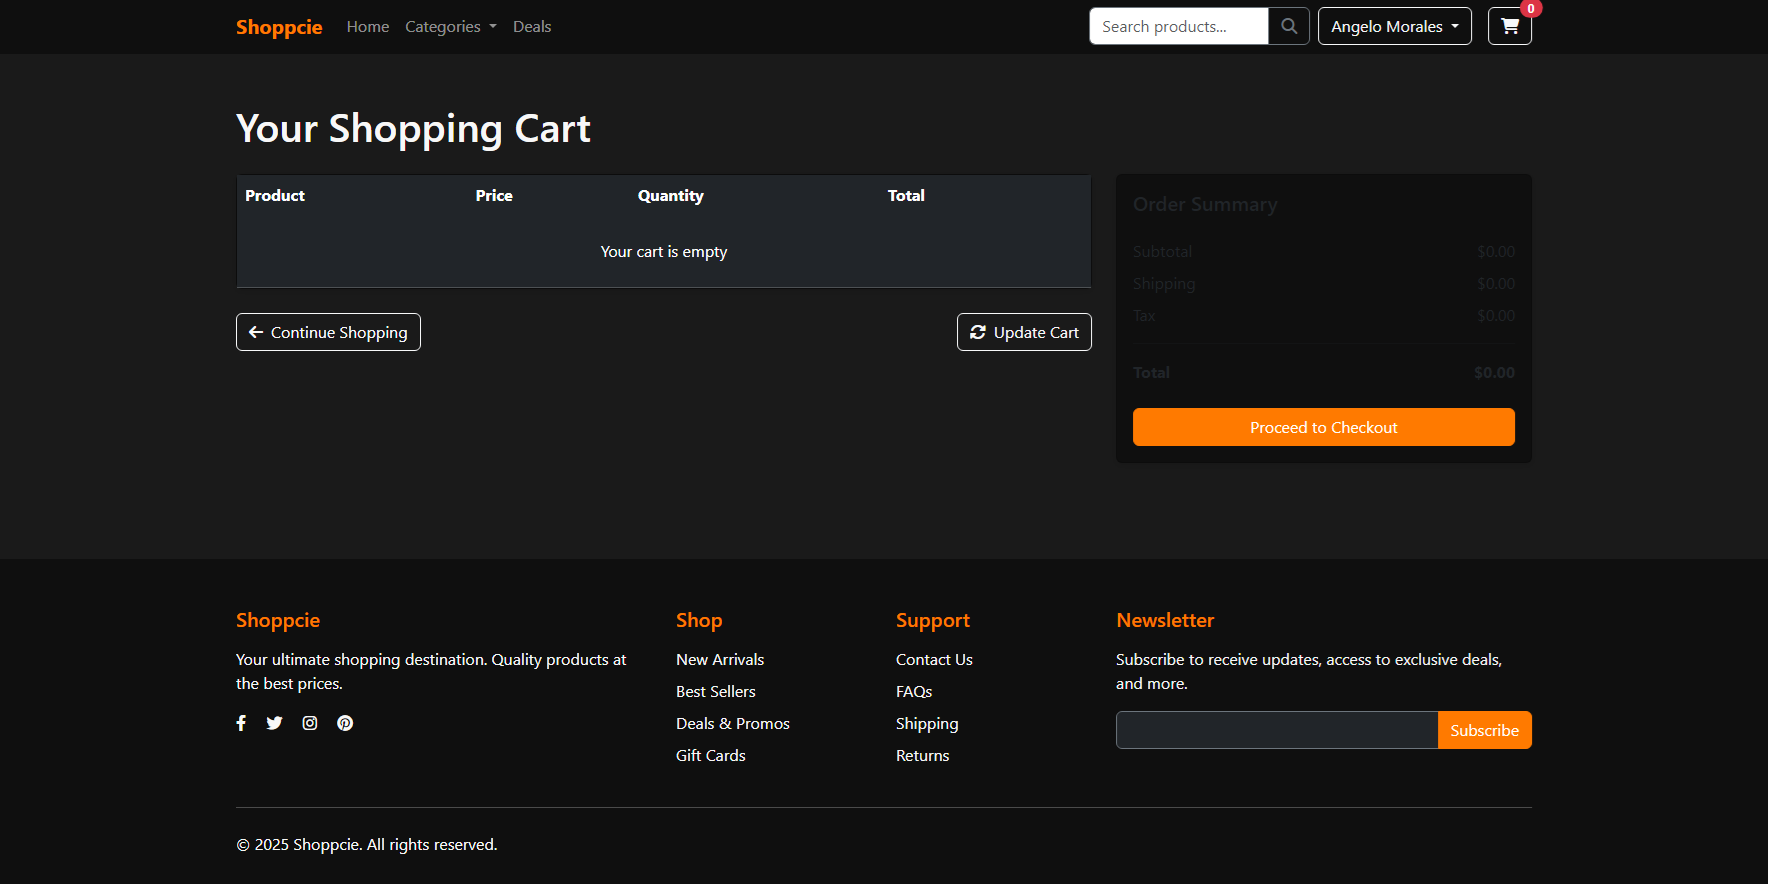 Shoppcie Home Categories Deals Search products... Angelo Morales 0
Your Shopping Cart
Product Price Quantity Total
Your cart is empty
Continue Shopping Update Cart
Order Summary
Subtotal $0.00
Shipping $0.00
Tax $0.00
Total $0.00
Proceed to Checkout
Shoppcie
Your ultimate shopping destination. Quality products at
the best prices.
Shop
New Arrivals
Best Sellers
Deals & Promos
Gift Cards
Support
Contact Us
FAQs
Shipping
Returns
Newsletter
Subscribe to receive updates, access to exclusive deals,
and more.
Subscribe
© 2025 Shoppcie. All rights reserved.